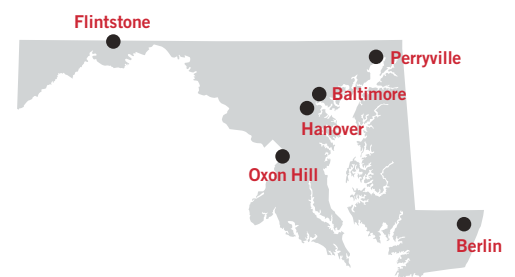 Flintstone
Perryville
Baltimore
Hanover
Oxon Hill
Berlin